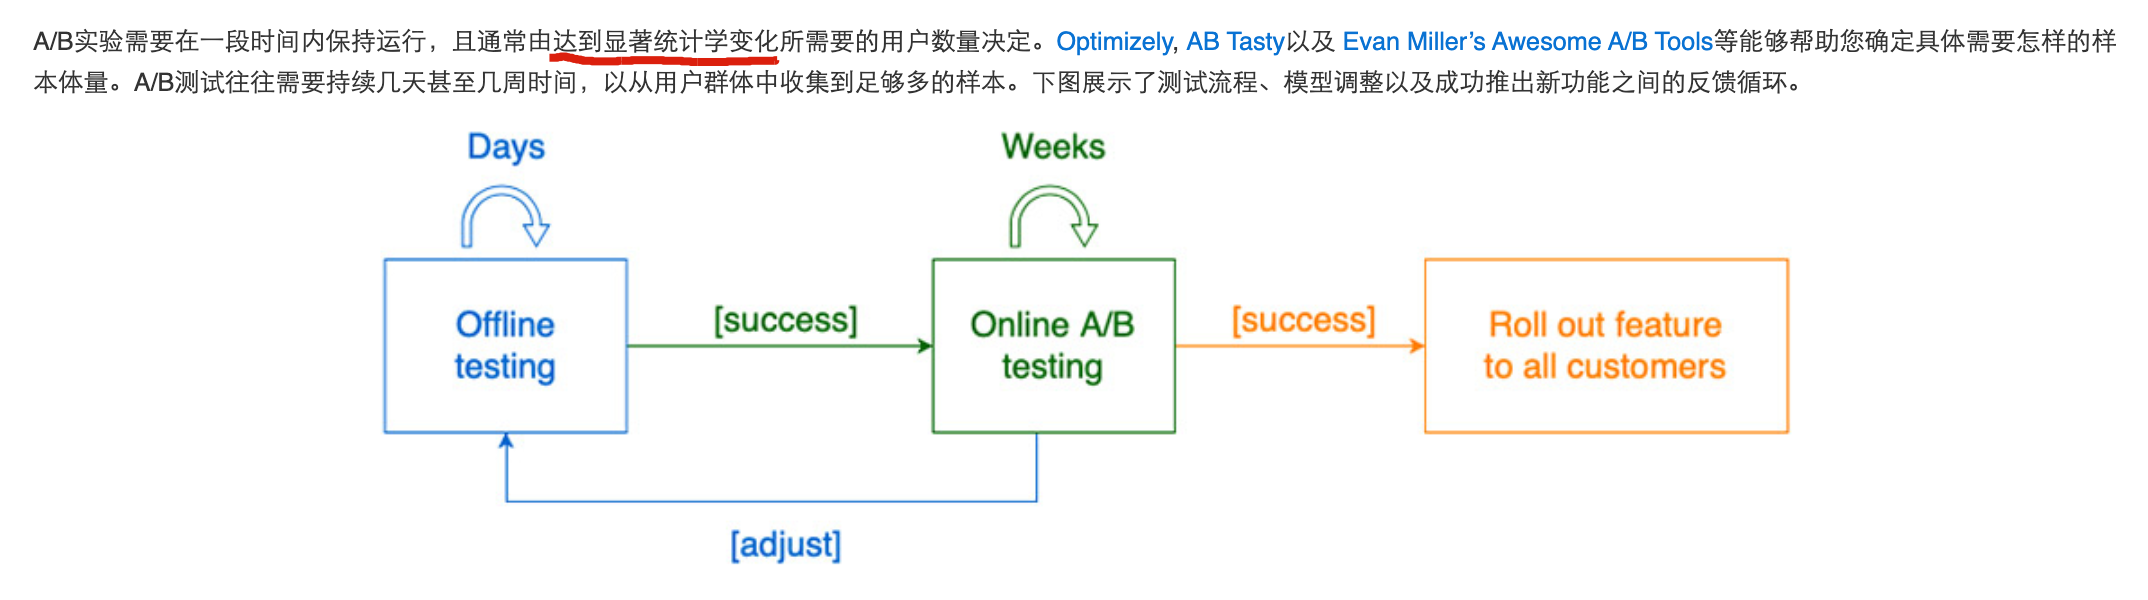 A/B实验需要在一段时间内保持运行，且通常由达到显著统计学变化所需要的用户数量决定。Optimizely, AB Tasty以及 Evan Miller’s Awesome A/B Tools等能够帮助您确定具体需要怎样的样
本体量。A/B测试往往需要持续几天甚至几周时间，以从用户群体中收集到足够多的样本。下图展示了测试流程、模型调整以及成功推出新功能之间的反馈循环。
Days
Weeks
Offline
testing
[success]
Online A/B
testing
[success]
Roll out feature
to all customers
[adjust]